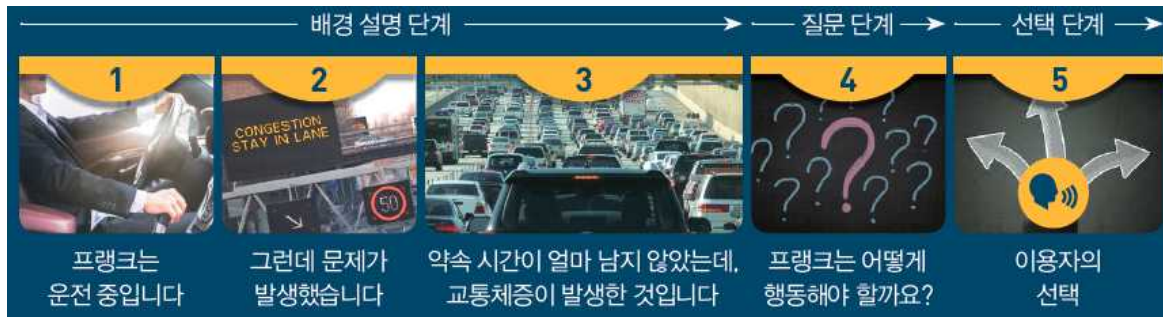 배경 설명 단계
질문 단계
선택 단계
1
2
3
4
5
CONGESTION
STAY IN LANE
50
프랭크는
운전 중입니다
그런데 문제가
발생했습니다
약속 시간이 얼마 남지 않았는데,
교통체증이 발생한 것입니다
프랭크는 어떻게
행동해야 할까요?
이용자의
선택